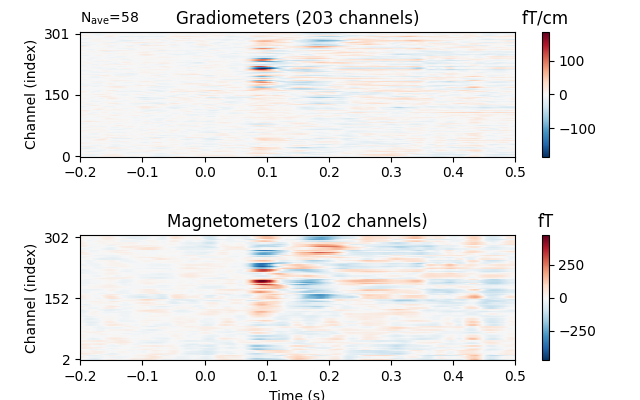 N_ave=58 Gradiometers (203 channels) fT/cm
Channel (index)
301
150
0
−0.2 −0.1 0.0 0.1 0.2 0.3 0.4 0.5
100
0
−100
Magnetometers (102 channels) fT
Channel (index)
302
152
2
−0.2 −0.1 0.0 0.1 0.2 0.3 0.4 0.5
Time (s)
250
0
−250